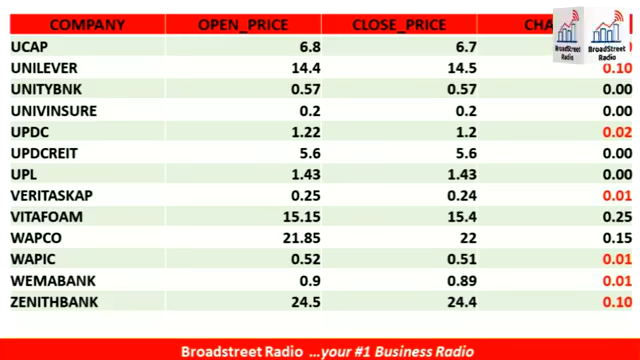 COMPANY OPEN_PRICE CLOSE_PRICE
UCAP 6.8 6.7
UNILEVER 14.4 14.5 0.10
UNITYBNK 0.57 0.57 0.00
UNIVINSURE 0.2 0.2 0.00
UPDC 1.22 1.2 0.02
UPDCREIT 5.6 5.6 0.00
UPL 1.43 1.43 0.00
VERITASKAP 0.25 0.24 0.01
VITAFOAM 15.15 15.4 0.25
WAPCO 21.85 22 0.15
WAPIC 0.52 0.51 0.01
WEMABANK 0.9 0.89 0.01
ZENITHBANK 24.5 24.4 0.10
BroadStreet
Radio
BroadStreet
Radio
Broadstreet Radio ...your #1 Business Radio